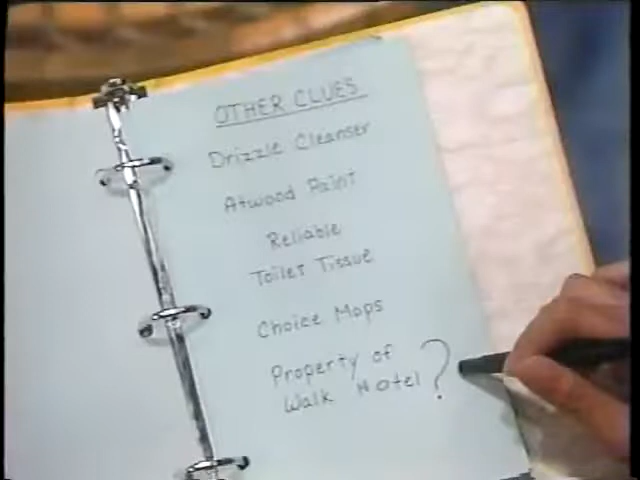 OTHER CLUES
Drizzle Cleanser
Atwood Paint
Reliable
Toilet Tissue
Choice Mops
Property of
Walk Hotel ?